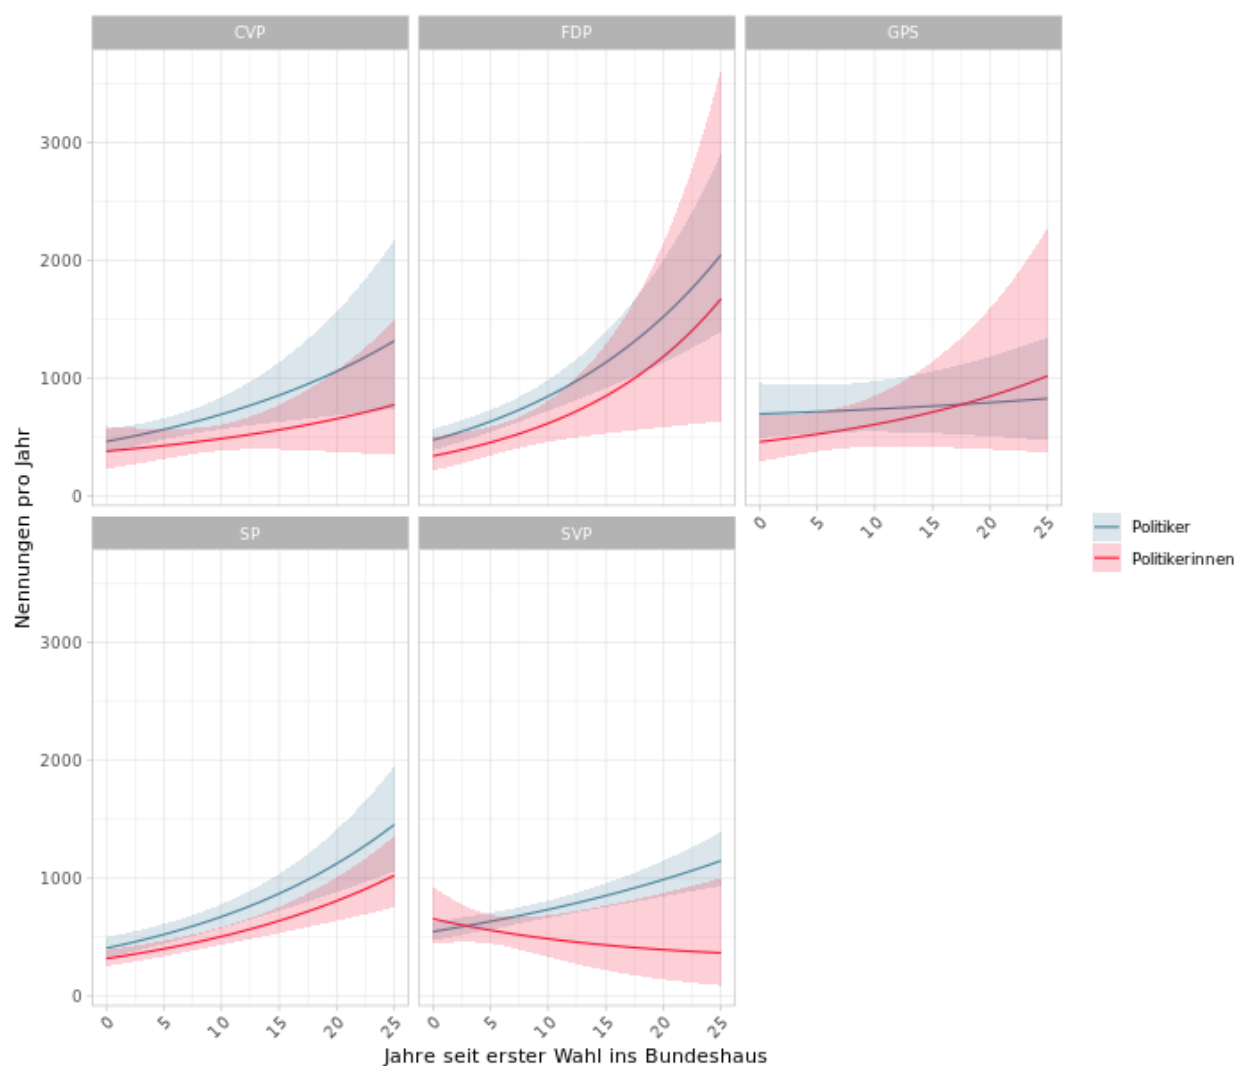 CVP
FDP
GPS
3000
2000
1000
0
0 5 10 15 20 25
Nennungen pro Jahr
Politiker
Politikerinnen
SP
SVP
3000
2000
1000
0
0 5 10 15 20 25
0 5 10 15 20 25
Jahre seit erster Wahl ins Bundeshaus